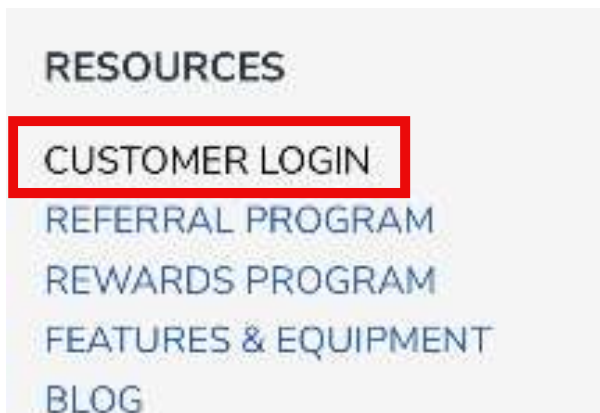 RESOURCES
CUSTOMER LOGIN
REFERRAL PROGRAM
REWARDS PROGRAM
FEATURES & EQUIPMENT
BLOG